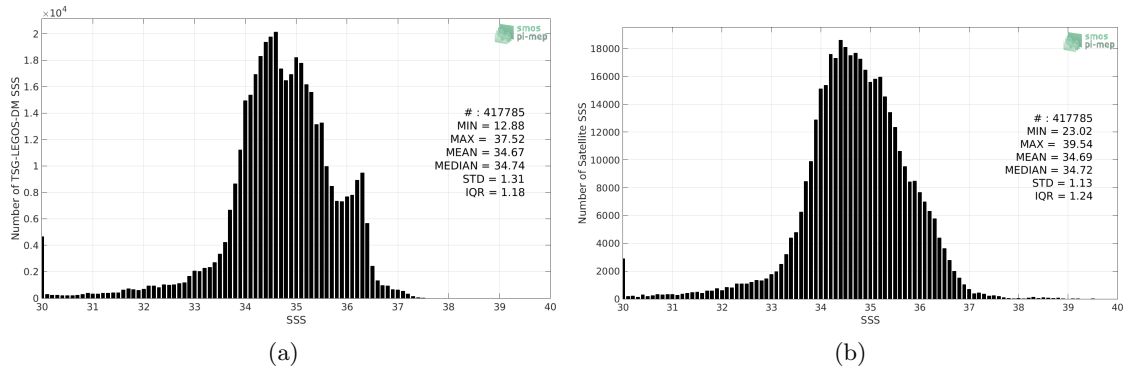 ×10⁴
2
1.8
1.6
1.4
1.2
1
0.8
0.6
0.4
0.2
0
Number of TSG-LEGOS-DM SSS
30 31 32 33 34 35 36 37 38 39 40
SSS
smos
pi-mep
# : 417785
MIN = 12.88
MAX = 37.52
MEAN = 34.67
MEDIAN = 34.74
STD = 1.31
IQR = 1.18
(a)
18000
16000
14000
12000
10000
8000
6000
4000
2000
0
Number of Satellite SSS
30 31 32 33 34 35 36 37 38 39 40
SSS
smos
pi-mep
# : 417785
MIN = 23.02
MAX = 39.54
MEAN = 34.69
MEDIAN = 34.72
STD = 1.13
IQR = 1.24
(b)